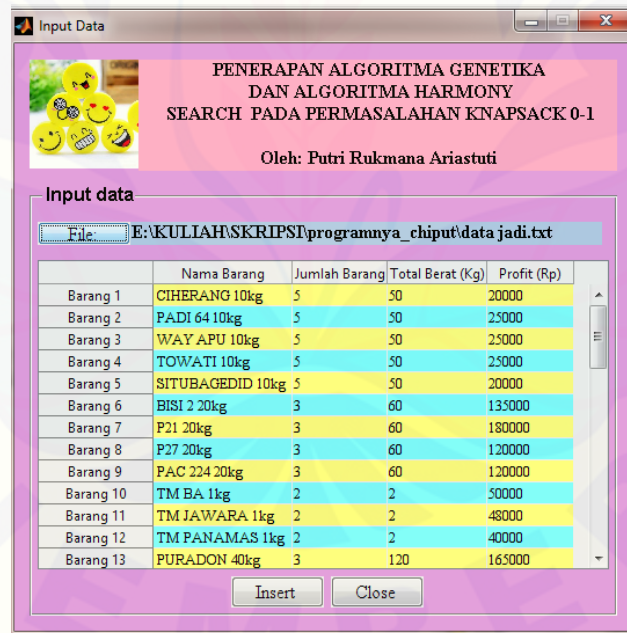 Input Data
PENERAPAN ALGORITMA GENETIKA
DAN ALGORITMA HARMONY
SEARCH PADA PERMASALAHAN KNAPSACK 0-1
Oleh: Putri Rukmana Ariastuti
Input data
File: E:\KULIAH\SKRIPSI\programnya_chiput\data jadi.txt
Nama Barang Jumlah Barang Total Berat (Kg) Profit (Rp)
Barang 1 CIHERANG 10kg 5 50 20000
Barang 2 PADI 64 10kg 5 50 25000
Barang 3 WAY APU 10kg 5 50 25000
Barang 4 TOWATI 10kg 5 50 25000
Barang 5 SITUBAGEDID 10kg 5 50 20000
Barang 6 BISI 2 20kg 3 60 135000
Barang 7 P21 20kg 3 60 180000
Barang 8 P27 20kg 3 60 120000
Barang 9 PAC 224 20kg 3 60 120000
Barang 10 TM BA 1kg 2 2 50000
Barang 11 TM JAWARA 1kg 2 2 48000
Barang 12 TM PANAMAS 1kg 2 2 40000
Barang 13 PURADON 40kg 3 120 165000
Insert Close